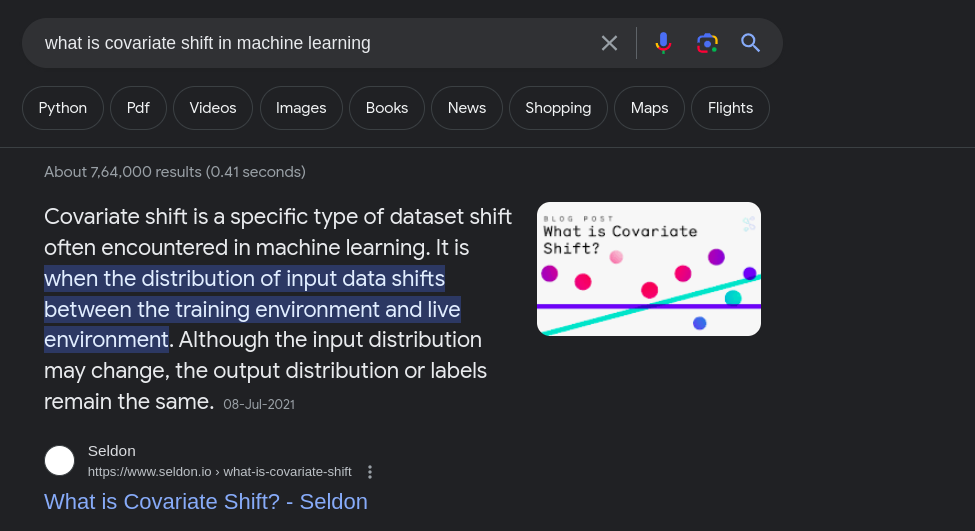 what is covariate shift in machine learning
Python Pdf Videos Images Books News Shopping Maps Flights
About 7,64,000 results (0.41 seconds)
Covariate shift is a specific type of dataset shift
often encountered in machine learning. It is
when the distribution of input data shifts
between the training environment and live
environment. Although the input distribution
may change, the output distribution or labels
remain the same. 08-Jul-2021
BLOG POST
What is Covariate
Shift?
Seldon
https://www.seldon.io › what-is-covariate-shift
What is Covariate Shift? - Seldon